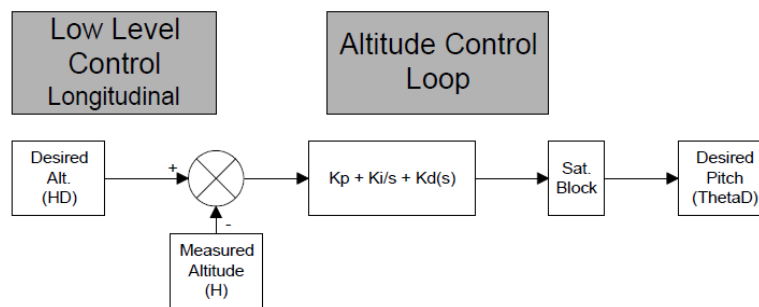 Low Level
Control
Longitudinal
Altitude Control
Loop
Desired
Alt.
(HD)
+
-
Measured
Altitude
(H)
Kp + Ki/s + Kd(s)
Sat.
Block
Desired
Pitch
(ThetaD)